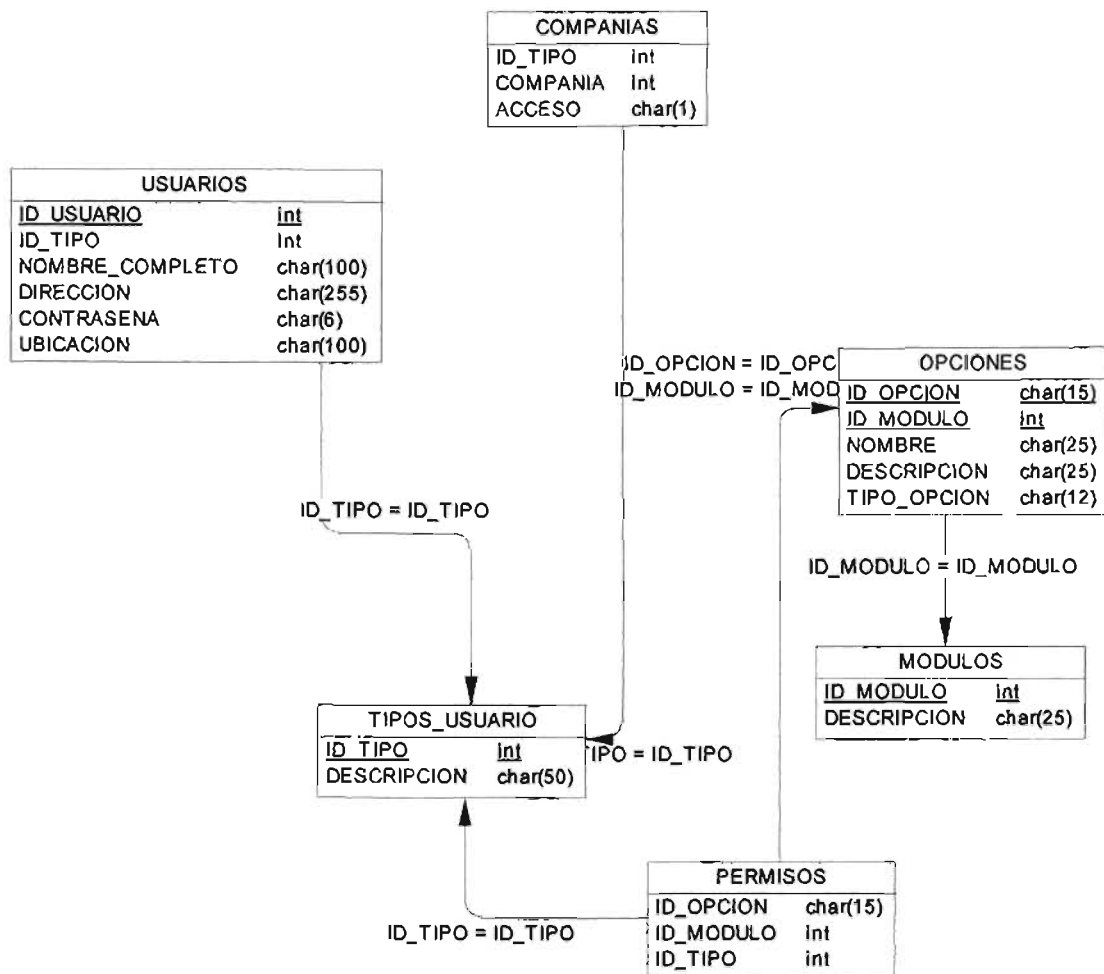 COMPANIAS
ID_TIPO int
COMPANIA int
ACCESO char(1)
USUARIOS
ID_USUARIO int
ID_TIPO int
NOMBRE_COMPLETO char(100)
DIRECCION char(255)
CONTRASENA char(6)
UBICACION char(100)
ID_OPCION = ID_OPC
ID_MODULO = ID_MOD
OPCIONES
ID_OPCION char(15)
ID_MODULO int
NOMBRE char(25)
DESCRIPCION char(25)
TIPO_OPCION char(12)
ID_TIPO = ID_TIPO
ID_MODULO = ID_MODULO
MODULOS
ID_MODULO int
DESCRIPCION char(25)
TIPOS_USUARIO
ID_TIPO int
DESCRIPCION char(50)
IPO = ID_TIPO
PERMISOS
ID_OPCION char(15)
ID_MODULO int
ID_TIPO int
ID_TIPO = ID_TIPO